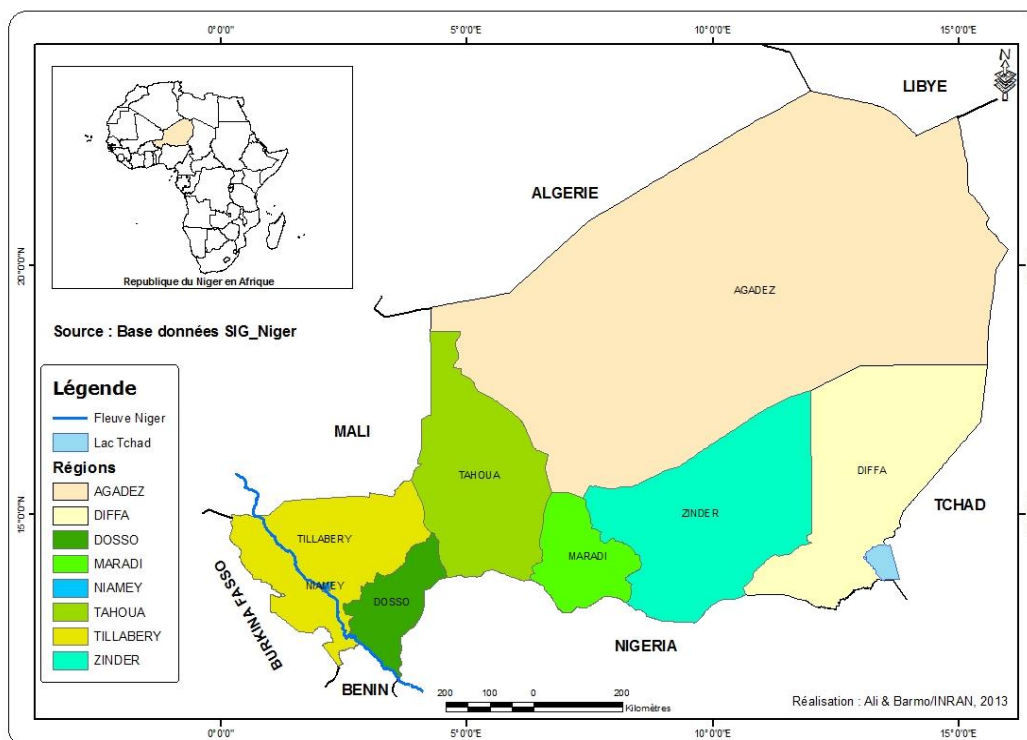 0°0'0"E 5°0'0"E 10°0'0"E 15°0'0"E
N
LIBYE
ALGERIE
20°0'0"N
Republique du Niger en Afrique
AGADEZ
Source : Base données SIG_Niger
Légende
Fleuve Niger
Lac Tchad
Régions
AGADEZ
DIFFA
DOSSO
MARADI
NIAMEY
TAHOUA
TILLABERY
ZINDER
MALI
TAHOUA
DIFFA
TCHAD
ZINDER
15°0'0"N
TILLABERY
MARADI
NIAMEY
DOSSO
BURKINA FASSO
NIGERIA
BENIN
200 100 0 200
Kilomètres
Réalisation : Ali & Barmo/INRAN, 2013
0°0'0"E 5°0'0"E 10°0'0"E 15°0'0"E